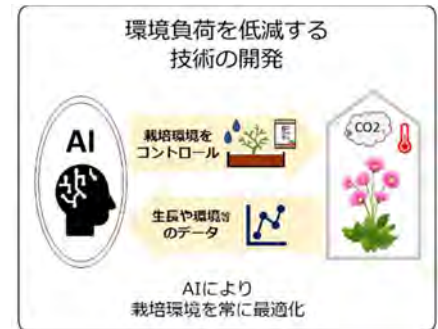 環境負荷を低減する
技術の開発
AI
栽培環境を
コントロール
CO2
生長や環境等
のデータ
AIにより
栽培環境を常に最適化